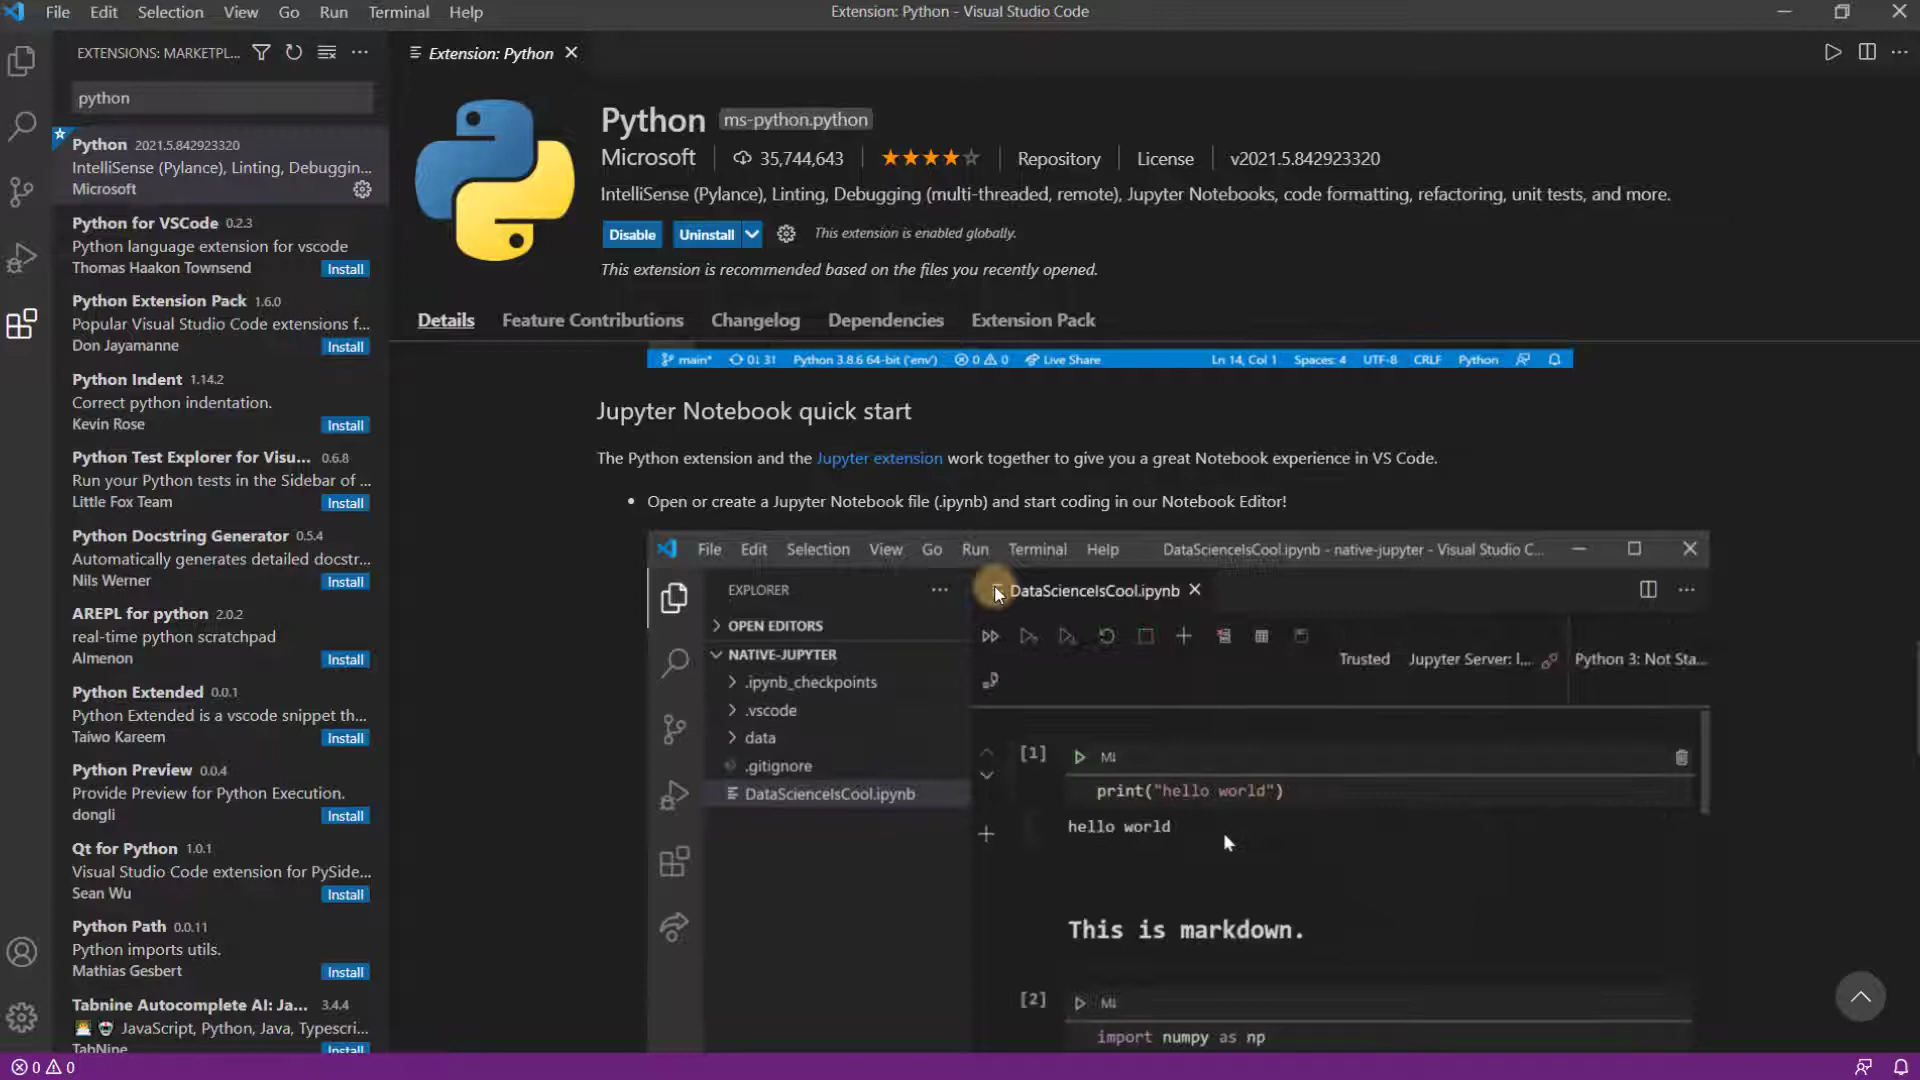 File Edit Selection View Go Run Terminal Help
Extension: Python - Visual Studio Code
EXTENSIONS: MARKETPL...
python
Python 2021.5.842923320
IntelliSense (Pylance), Linting, Debuggin...
Microsoft
Python for VSCode 0.2.3
Python language extension for vscode
Thomas Haakon Townsend Install
Python Extension Pack 1.6.0
Popular Visual Studio Code extensions f...
Don Jayamanne Install
Python Indent 1.14.2
Correct python indentation.
Kevin Rose Install
Python Test Explorer for Visu... 0.6.8
Run your Python tests in the Sidebar of ...
Little Fox Team Install
Python Docstring Generator 0.5.4
Automatically generates detailed docstr...
Nils Werner Install
AREPL for python 2.0.2
real-time python scratchpad
Almenon Install
Python Extended 0.0.1
Python Extended is a vscode snippet th...
Taiwo Kareem Install
Python Preview 0.0.4
Provide Preview for Python Execution.
dongli Install
Qt for Python 1.0.1
Visual Studio Code extension for PySide...
Sean Wu Install
Python Path 0.0.11
Python imports utils.
Mathias Gesbert Install
Tabnine Autocomplete AI: Ja... 3.4.4
JavaScript, Python, Java, Typescri...
TabNine Install
Extension: Python
Python ms-python.python
Microsoft 35,744,643 Repository License v2021.5.842923320
IntelliSense (Pylance), Linting, Debugging (multi-threaded, remote), Jupyter Notebooks, code formatting, refactoring, unit tests, and more.
Disable Uninstall This extension is enabled globally.
This extension is recommended based on the files you recently opened.
Details Feature Contributions Changelog Dependencies Extension Pack
main* 0↓ 3↑ Python 3.8.6 64-bit ('env') 0 0 Live Share Ln 14, Col 1 Spaces: 4 UTF-8 CRLF Python
Jupyter Notebook quick start
The Python extension and the Jupyter extension work together to give you a great Notebook experience in VS Code.
• Open or create a Jupyter Notebook file (.ipynb) and start coding in our Notebook Editor!
File Edit Selection View Go Run Terminal Help DataScienceIsCool.ipynb - native-jupyter - Visual Studio C...
EXPLORER
DataScienceIsCool.ipynb
OPEN EDITORS
NATIVE-JUPYTER
Trusted Jupyter Server: l... Python 3: Not Sta...
.ipynb_checkpoints
.vscode
data
.gitignore
DataScienceIsCool.ipynb
[1] M↓
print("hello world")
hello world
This is markdown.
[2] M↓
import numpy as np
0 0